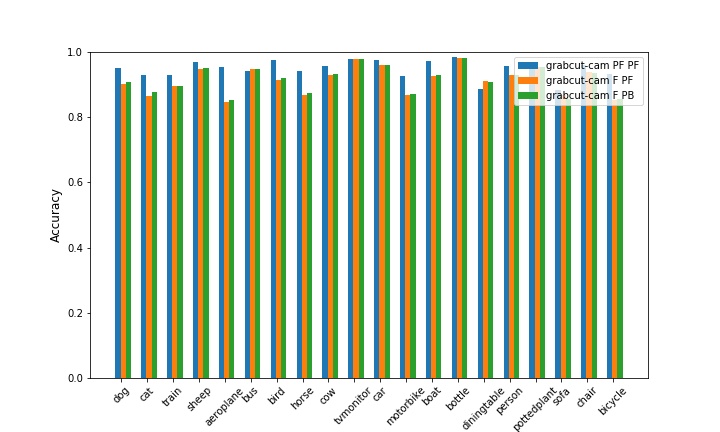 1.0
0.8
0.6
0.4
0.2
0.0
Accuracy
grabcut-cam PF PF
grabcut-cam F PF
grabcut-cam F PB
dog
cat
train
sheep
aeroplane
bus
bird
horse
cow
tvmonitor
car
motorbike
boat
bottle
diningtable
person
pottedplant
sofa
chair
bicycle